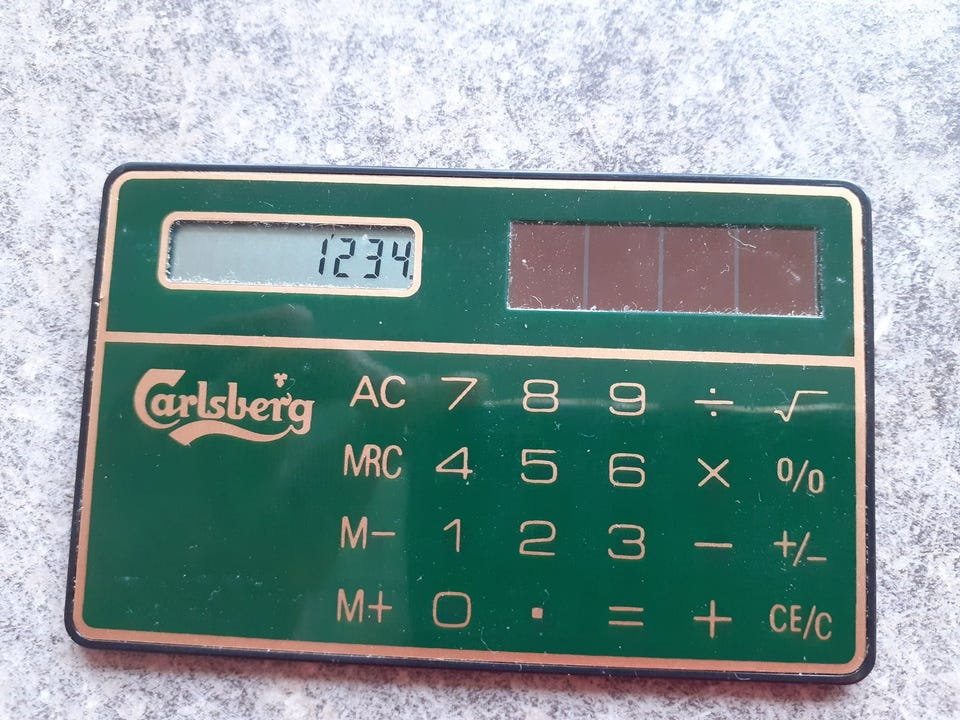 1234.
Carlsberg
AC 7 8 9 ÷ √
MRC 4 5 6 × %
M− 1 2 3 − +/−
M+ 0 . = + CE/C